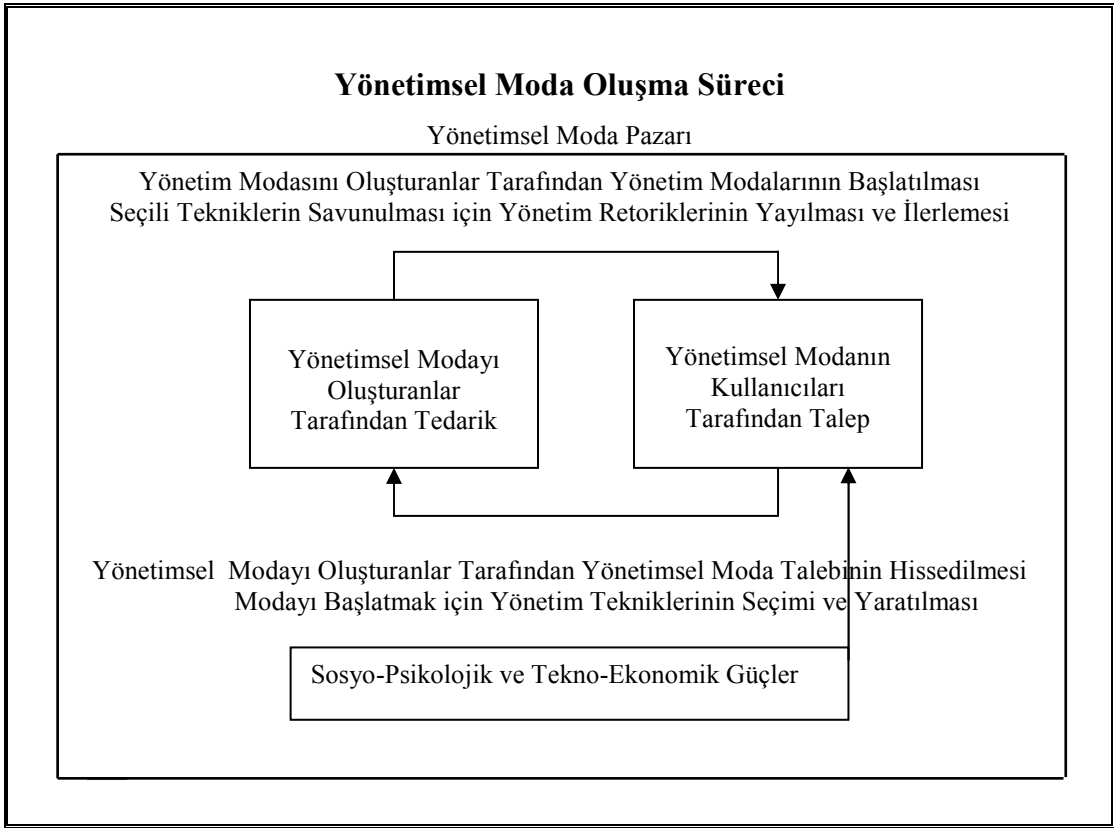 Yönetimsel Moda Oluşma Süreci
Yönetimsel Moda Pazarı
Yönetim Modasını Oluşturanlar Tarafından Yönetim Modalarının Başlatılması
Seçili Tekniklerin Savunulması için Yönetim Retoriklerinin Yayılması ve İlerlemesi
Yönetimsel Modayı
Oluşturanlar
Tarafından Tedarik
Yönetimsel Modanın
Kullanıcıları
Tarafından Talep
Yönetimsel Modayı Oluşturanlar Tarafından Yönetimsel Moda Talebinin Hissedilmesi
Modayı Başlatmak için Yönetim Tekniklerinin Seçimi ve Yaratılması
Sosyo-Psikolojik ve Tekno-Ekonomik Güçler